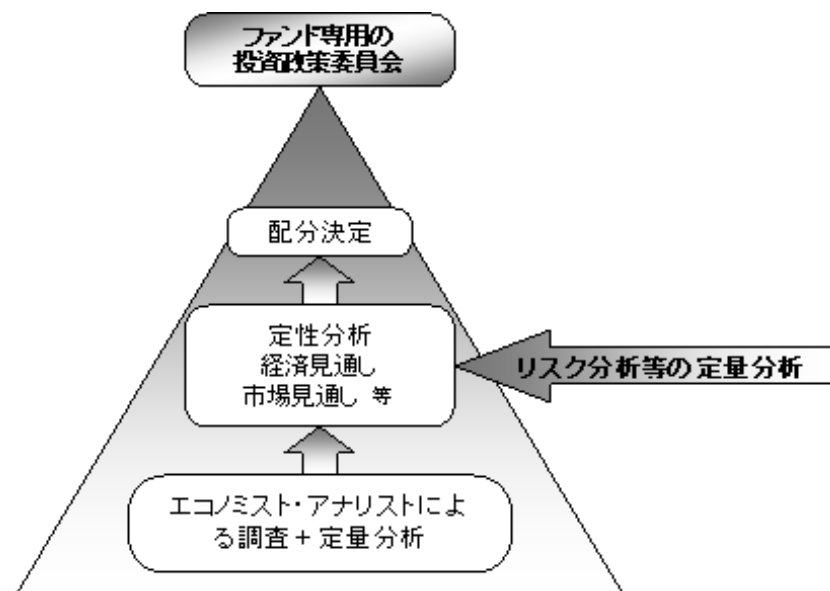 ファンド専用の
投資政策委員会
配分決定
定性分析
経済見通し
市場見通し 等
リスク分析等の定量分析
エコノミスト・アナリストによ
る調査＋定量分析